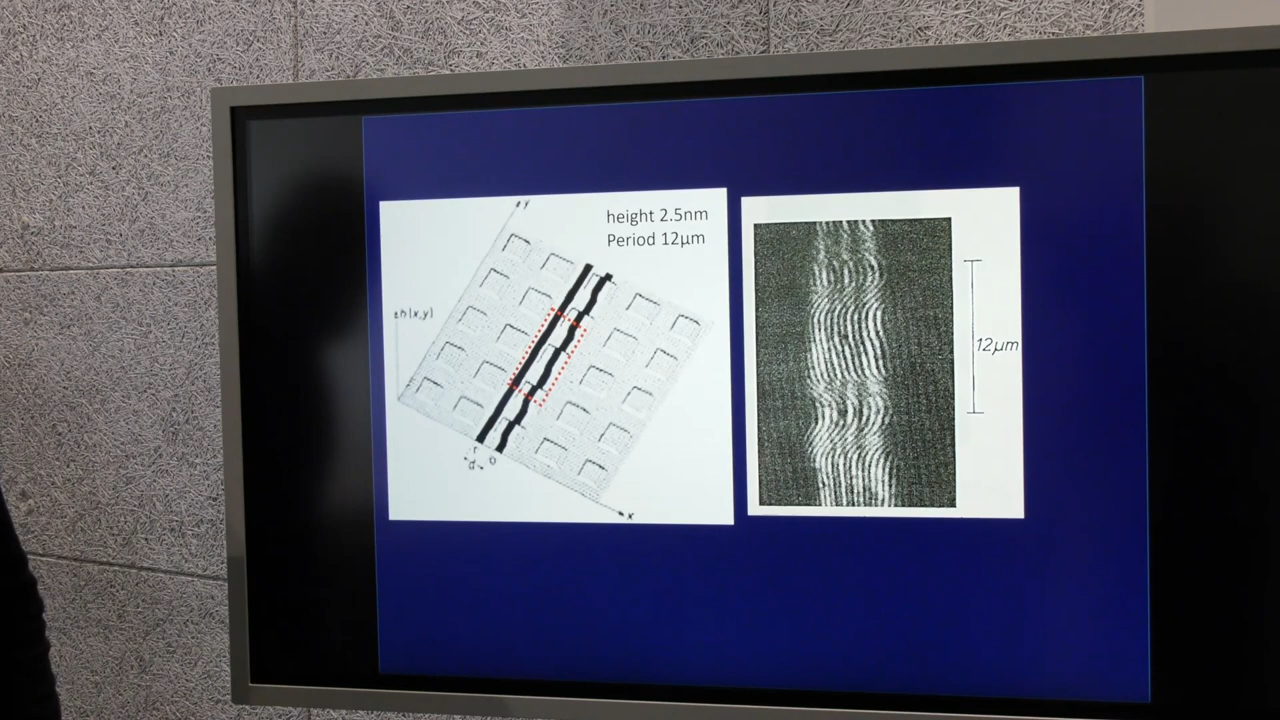 height 2.5nm
Period 12μm
y
±h(x,y)
12μm
r
o
d
x